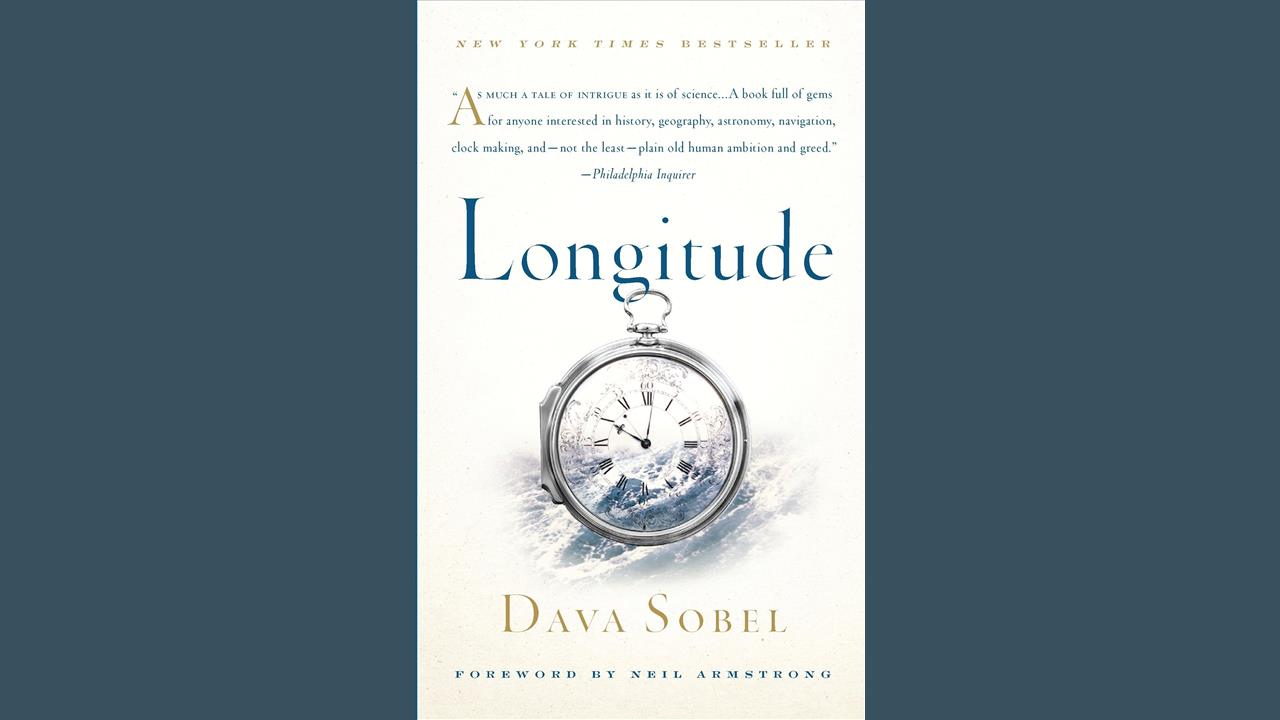 NEW YORK TIMES BESTSELLER
“AS MUCH A TALE OF INTRIGUE as it is of science...A book full of gems
for anyone interested in history, geography, astronomy, navigation,
clock making, and—not the least—plain old human ambition and greed.”
—Philadelphia Inquirer
Longitude
60
DAVA SOBEL
FOREWORD BY NEIL ARMSTRONG